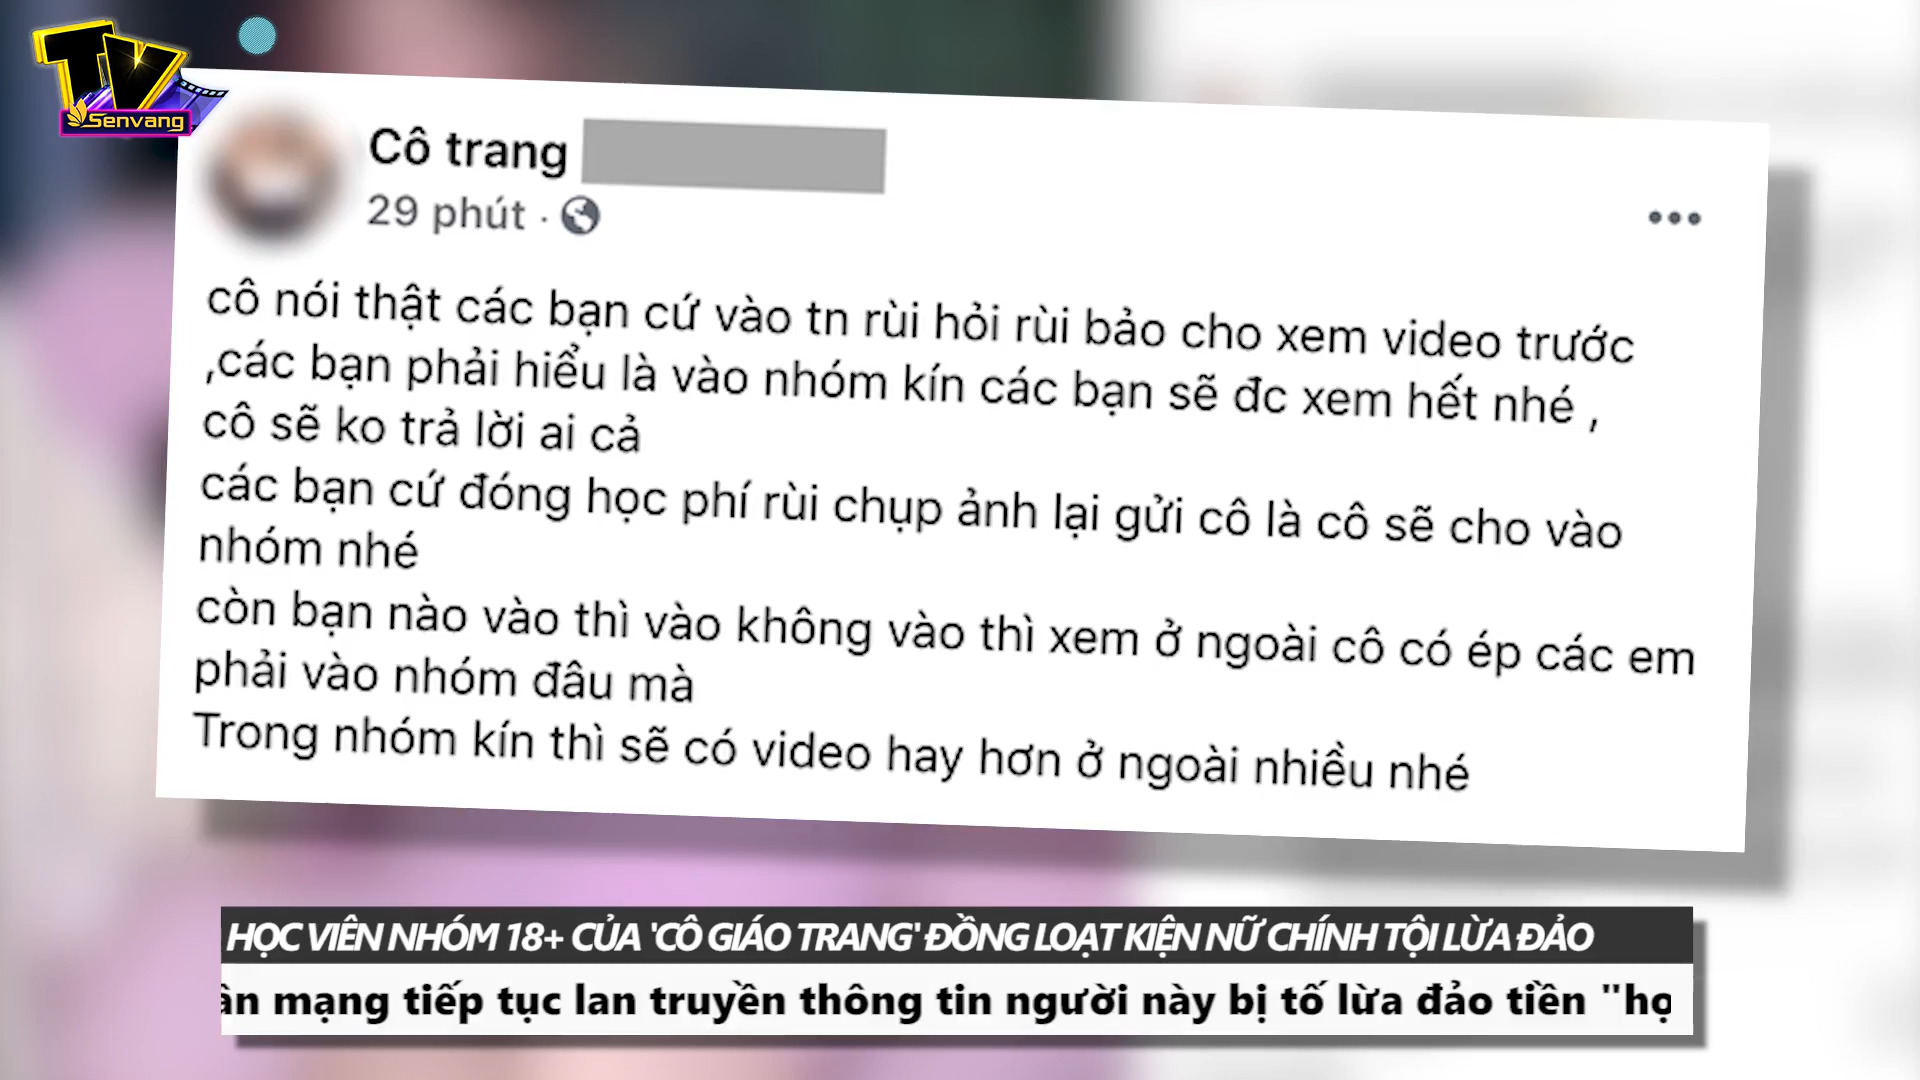 TV
Senvang
Cô trang
29 phút ·
cô nói thật các bạn cứ vào tn rùi hỏi rùi bảo cho xem video trước
,các bạn phải hiểu là vào nhóm kín các bạn sẽ đc xem hết nhé ,
cô sẽ ko trả lời ai cả
các bạn cứ đóng học phí rùi chụp ảnh lại gửi cô là cô sẽ cho vào
nhóm nhé
còn bạn nào vào thì vào không vào thì xem ở ngoài cô có ép các em
phải vào nhóm đâu mà
Trong nhóm kín thì sẽ có video hay hơn ở ngoài nhiều nhé
HỌC VIÊN NHÓM 18+ CỦA 'CÔ GIÁO TRANG' ĐỒNG LOẠT KIỆN NỮ CHÍNH TỘI LỪA ĐẢO
mạng tiếp tục lan truyền thông tin người này bị tố lừa đảo tiền "họ